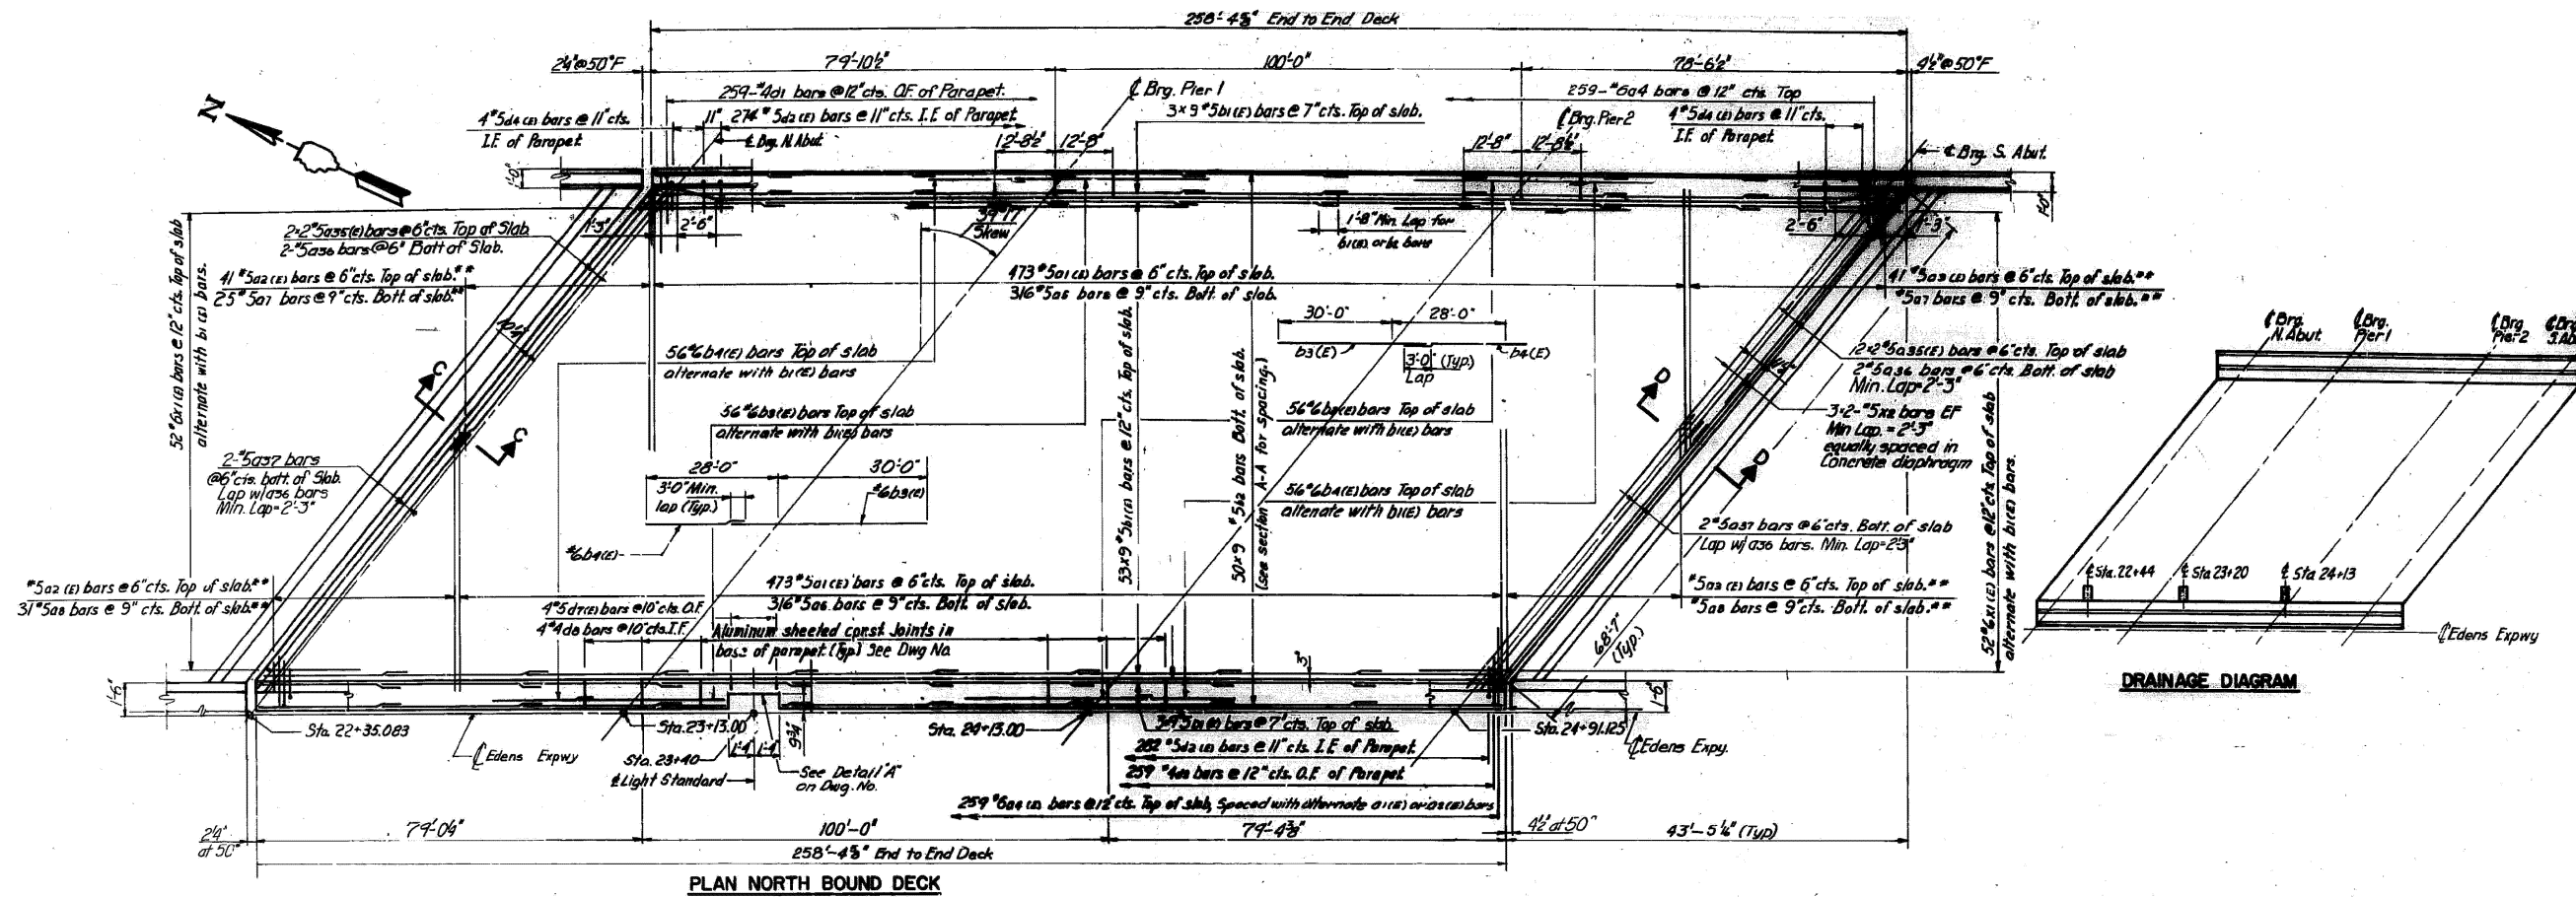 258'-4⅝" End to End Deck
2¼"@50°F
79'-10½"
100'-0"
78'-6½"
4½"@50°F
259-#4d1 bars @12"cts. O.F. of Parapet.
₵ Brg. Pier 1
259-#6a4 bars @ 12" cts. Top
N
4#5d4(E) bars @ 11"cts.
I.F. of Parapet
11"
274#5d2(E) bars @ 11"cts. I.F. of Parapet
₵ Brg. N. Abut.
3×9#5b1(E) bars @ 7"cts. Top of slab.
₵ Brg. Pier 2
4#5d4(E) bars @ 11"cts.
I.F. of Parapet
12'-8½"
12'-8"
12'-8"
12'-8½"
₵ Brg. S. Abut.
1'-0"
1'-0"
52#6x1(E) bars @ 12"cts. Top of slab
alternate with b1(E) bars.
2×2#5a35(E) bars @ 6"cts. Top of Slab
2-#5a36 bars @ 6" Bott of Slab.
1'-3"
2'-6"
Skew
1'-8" Min. Lap for
b1(E) or b2 bars
2'-6"
1'-3"
41#5a2(E) bars @ 6"cts. Top of slab.**
25#5a7 bars @ 9"cts. Bott. of slab.**
473#5a1(E) bars @ 6"cts. Top of slab.
316#5a6 bars @ 9"cts. Bott. of slab.
41#5a3(E) bars @ 6"cts. Top of slab.**
#5a7 bars @ 9"cts. Bott. of slab.**
30'-0"
28'-0"
b3(E)
b4(E)
3'-0" (Typ.)
Lap
56#6b4(E) bars Top of slab
alternate with b1(E) bars
56#6b3(E) bars Top of slab
alternate with b1(E) bars
53×9#5b1(E) bars @ 12"cts. Top of slab.
50×9-#5b2 bars Bott. of slab.
(see section A-A for spacing.)
56#6b3(E) bars Top of slab
alternate with b1(E) bars
56#6b4(E) bars Top of slab
altenate with b1(E) bars
2×2#5a35(E) bars @ 6"cts. Top of slab
2#5a36 bars @ 6"cts. Bott. of slab
Min. Lap=2'-3"
3×2-#5x2 bars EF
Min Lap. = 2'-3"
equally spaced in
Concrete diaphragm
C
C
D
D
2-#5a37 bars
@6"cts. bott. of Slab.
Lap w/a36 bars
Min. Lap=2'-3"
28'-0"
30'-0"
3'-0" Min.
lap (Typ.)
#6b3(E)
#6b4(E)
2#5a37 bars @ 6"cts. Bott. of slab
Lap w/ a36 bars. Min. Lap=2'-3"
52#6x1(E) bars @ 12"cts. Top of slab
alternate with b1(E) bars.
#5a2(E) bars @ 6"cts. Top of slab.**
31#5a8 bars @ 9"cts. Bott. of slab.**
473#5a1(E) bars @ 6"cts. Top of slab.
316#5a6 bars @ 9"cts. Bott. of slab.
#5a3(E) bars @ 6"cts. Top of slab.**
#5a8 bars @ 9"cts. Bott. of slab.**
4#5d7(E) bars @ 10"cts. O.F.
4#4d8 bars @ 10"cts. I.F.
Aluminum sheeted const. Joints in
base of parapet (Typ.) See Dwg No.
3"
68'-7"
(Typ.)
1'-6"
1'-6"
Sta. 22+35.083
₵ Edens Expwy
Sta. 23+13.00
Sta. 23+40
₵ Light Standard
1'-4"
1'-4"
9¾"
See Detail "A"
on Dwg. No.
Sta. 24+13.00
3×9#5b1(E) bars @ 7"cts. Top of slab.
282#5d2(E) bars @ 11"cts. I.F. of Parapet.
259#4d1 bars @ 12"cts. O.F. of Parapet
259#6a4(E) bars @ 12"cts. Top of slab, Spaced with alternate a1(E) or a3(E) bars
Sta. 24+91.125
₵ Edens Expy.
2¼"
at 50°
79'-0¼"
100'-0"
79'-4⅜"
4½" at 50°
43'-5¼" (Typ)
258'-4⅝" End to End Deck
PLAN NORTH BOUND DECK
₵ Brg.
N. Abut.
₵ Brg.
Pier 1
₵ Brg
Pier 2
₵ Brg
₵ Sta. 22+44
₵ Sta 23+20
₵ Sta 24+13
₵ Edens Expwy
DRAINAGE DIAGRAM